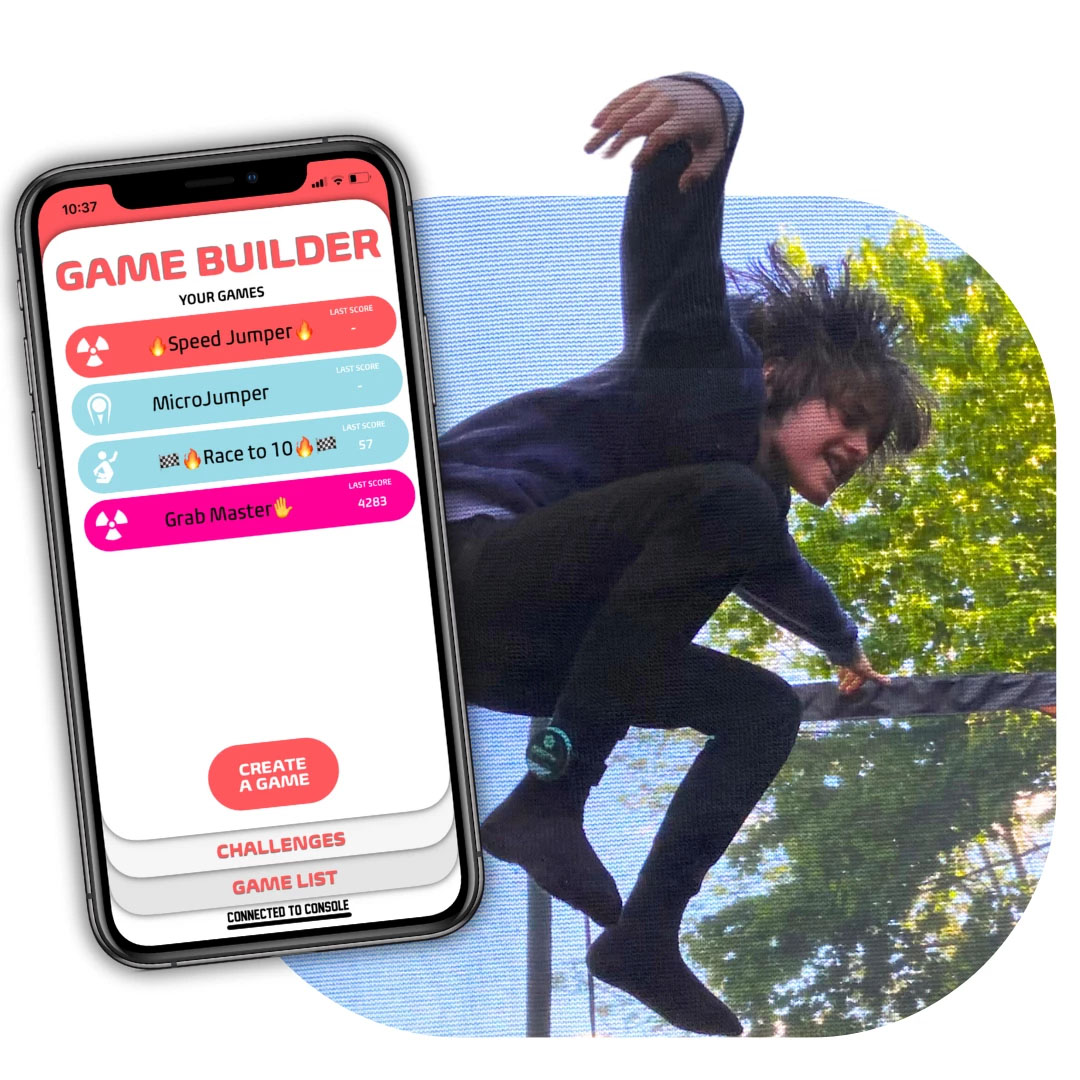 10:37
GAME BUILDER
YOUR GAMES
🔥Speed Jumper🔥
LAST SCORE
-
MicroJumper
LAST SCORE
-
🏁🔥Race to 10🔥🏁
LAST SCORE
57
Grab Master✋
LAST SCORE
4283
CREATE
A GAME
CHALLENGES
GAME LIST
CONNECTED TO CONSOLE